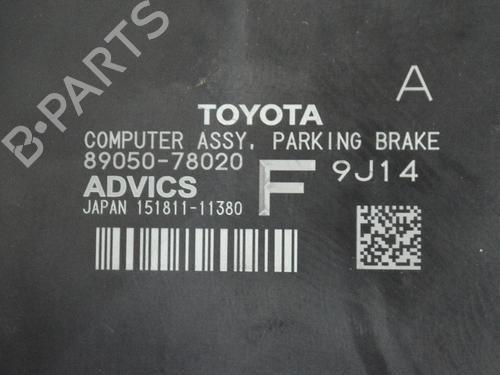 B-PARTS
A
TOYOTA
COMPUTER ASSY, PARKING BRAKE
89050-78020 F 9J14
ADVICS
JAPAN 151811-11380